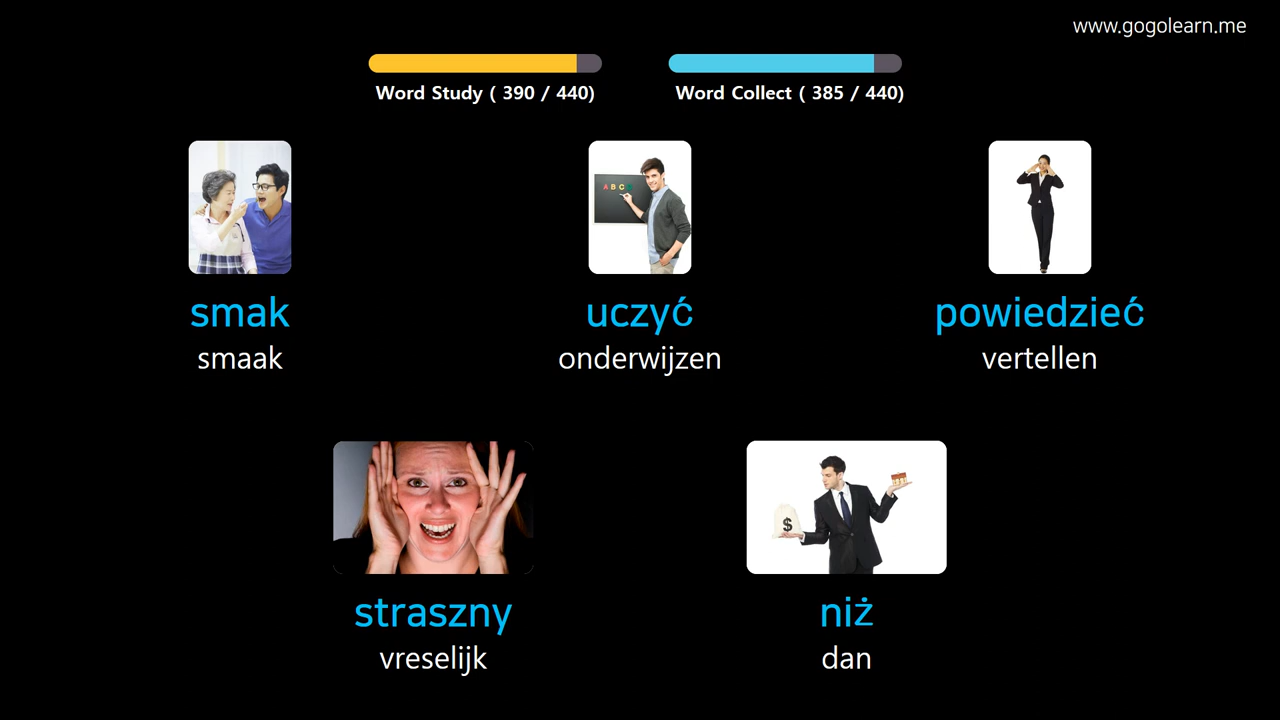 www.gogolearn.me
Word Study ( 390 / 440)
Word Collect ( 385 / 440)
A B C
smak
uczyć
powiedzieć
smaak
onderwijzen
vertellen
$
straszny
niż
vreselijk
dan